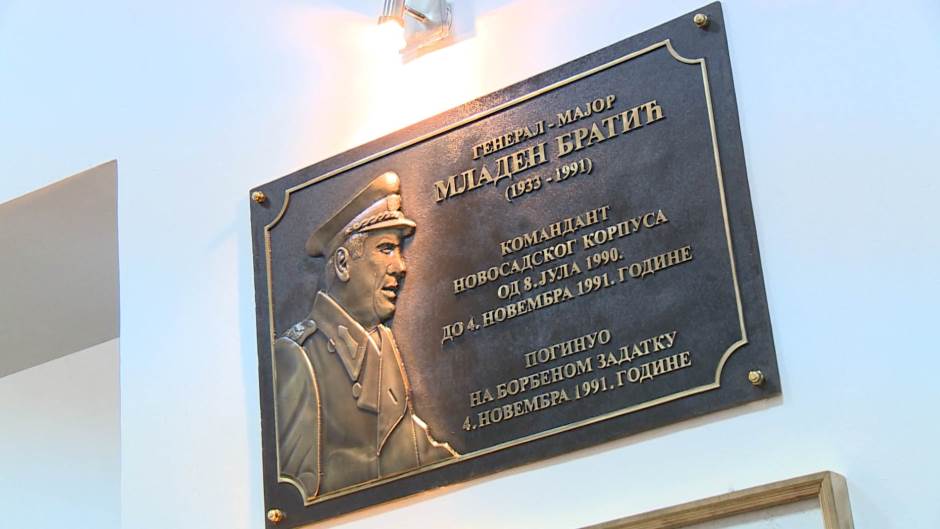 ГЕНЕРАЛ - МАЈОР
МЛАДЕН БРАТИЋ
(1933 - 1991)
КОМАНДАНТ
НОВОСАДСКОГ КОРПУСА
ОД 8. ЈУЛА 1990.
ДО 4. НОВЕМБРА 1991. ГОДИНЕ
ПОГИНУО
НА БОРБЕНОМ ЗАДАТКУ
4. НОВЕМБРА 1991. ГОДИНЕ